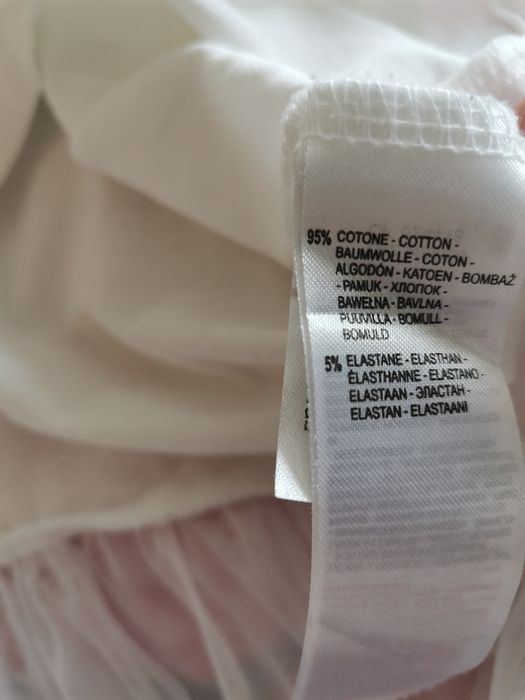 95% COTONE - COTTON -
BAUMWOLLE - COTON -
ALGODÓN - KATOEN - BOMBAŽ
- PAMUK - ХЛОПОК -
BAWEŁNA - BAVLNA -
PUUVILLA - BOMULL -
BOMULD
5% ELASTANE - ELASTHAN -
ÉLASTHANNE - ELASTANO -
ELASTAAN - ЭЛАСТАН -
ELASTAN - ELASTAANI